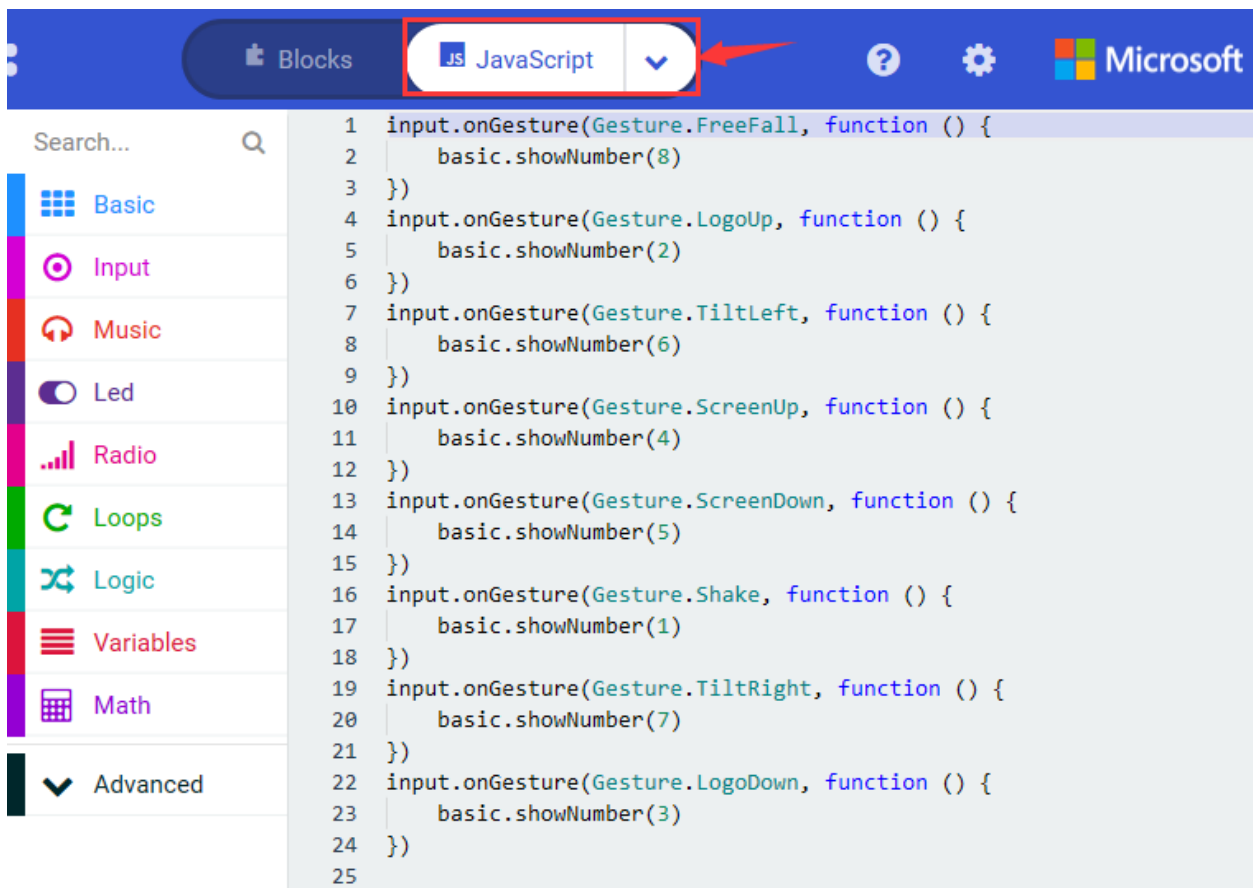 Blocks
JS JavaScript
Microsoft
Search...
Basic
Input
Music
Led
Radio
Loops
Logic
Variables
Math
Advanced
1 input.onGesture(Gesture.FreeFall, function () {
2     basic.showNumber(8)
3 })
4 input.onGesture(Gesture.LogoUp, function () {
5     basic.showNumber(2)
6 })
7 input.onGesture(Gesture.TiltLeft, function () {
8     basic.showNumber(6)
9 })
10 input.onGesture(Gesture.ScreenUp, function () {
11     basic.showNumber(4)
12 })
13 input.onGesture(Gesture.ScreenDown, function () {
14     basic.showNumber(5)
15 })
16 input.onGesture(Gesture.Shake, function () {
17     basic.showNumber(1)
18 })
19 input.onGesture(Gesture.TiltRight, function () {
20     basic.showNumber(7)
21 })
22 input.onGesture(Gesture.LogoDown, function () {
23     basic.showNumber(3)
24 })
25